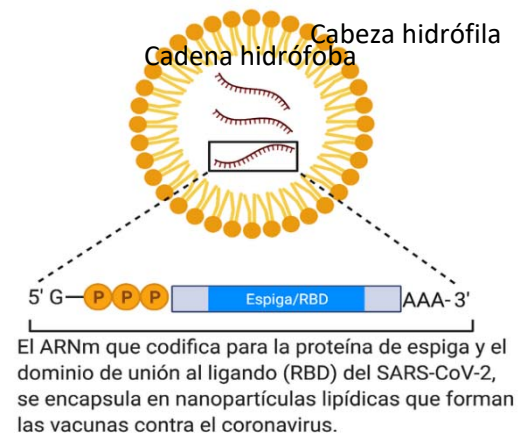 Cabeza hidrófila
Cadena hidrófoba
5' G P P P Espiga/RBD AAA- 3'
El ARNm que codifica para la proteína de espiga y el
dominio de unión al ligando (RBD) del SARS-CoV-2,
se encapsula en nanopartículas lipídicas que forman
las vacunas contra el coronavirus.